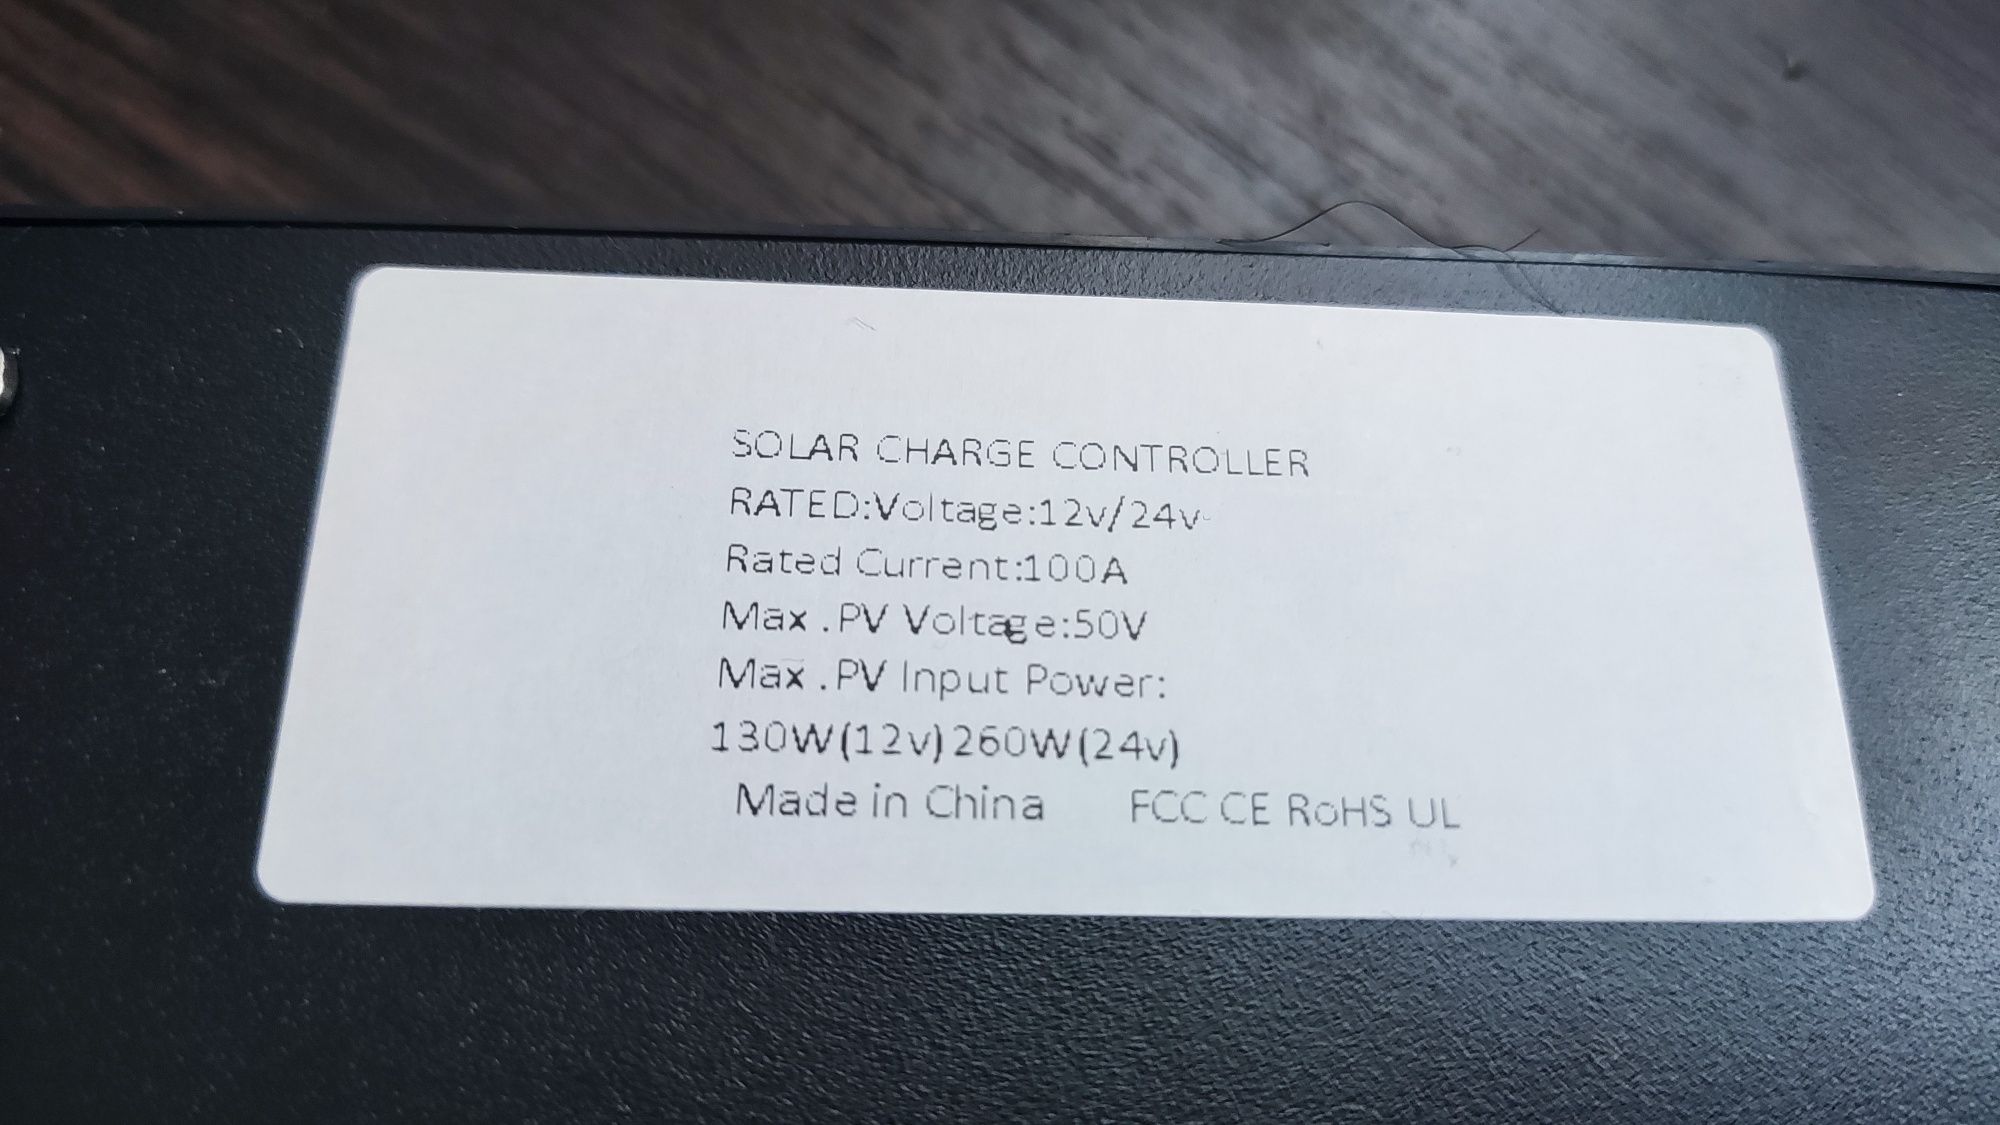 SOLAR CHARGE CONTROLLER
RATED:Voltage:12v/24v
Rated Current:100A
Max.PV Voltage:50V
Max.PV Input Power:
130W(12v)260W(24v)
Made in China FCC CE RoHS UL